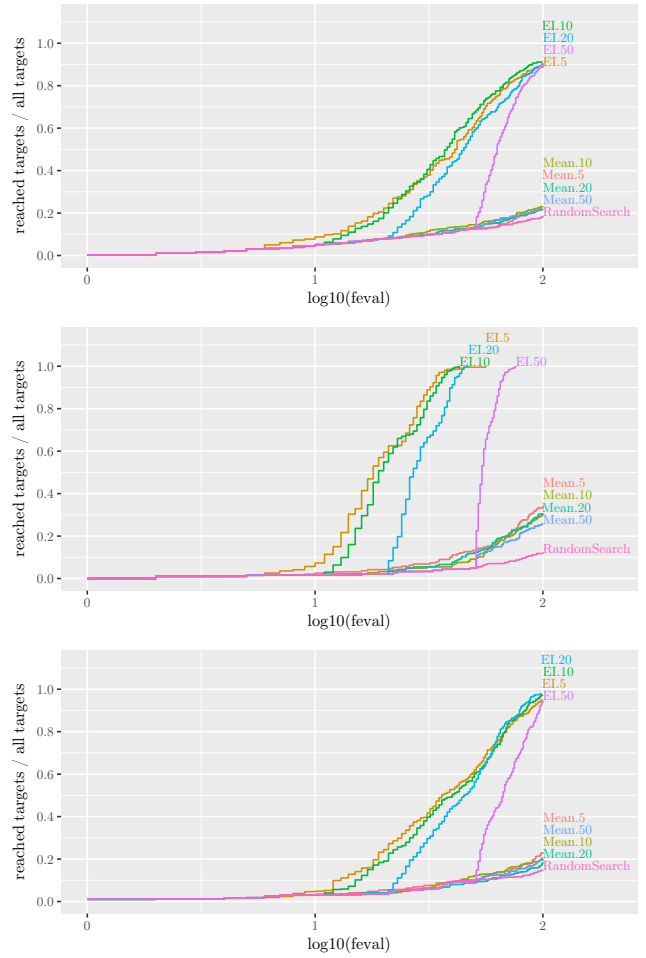 EI.10
EI.20
EI.50
EI.5
1.0
0.8
0.6
0.4
0.2
0.0
Mean.10
Mean.5
Mean.20
Mean.50
RandomSearch
0
1
2
log10(feval)
reached targets / all targets
EI.5
EI.20
EI.10
EI.50
1.0
0.8
0.6
0.4
0.2
0.0
Mean.5
Mean.10
Mean.20
Mean.50
RandomSearch
0
1
2
log10(feval)
reached targets / all targets
EI.20
EI.10
EI.5
EI.50
1.0
0.8
0.6
0.4
0.2
0.0
Mean.5
Mean.50
Mean.10
Mean.20
RandomSearch
0
1
2
log10(feval)
reached targets / all targets